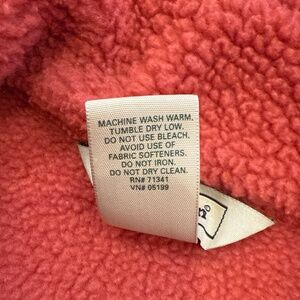 MACHINE WASH WARM.
TUMBLE DRY LOW.
DO NOT USE BLEACH.
AVOID USE OF
FABRIC SOFTENERS.
DO NOT IRON.
DO NOT DRY CLEAN.
RN# 71341
VN# 05199